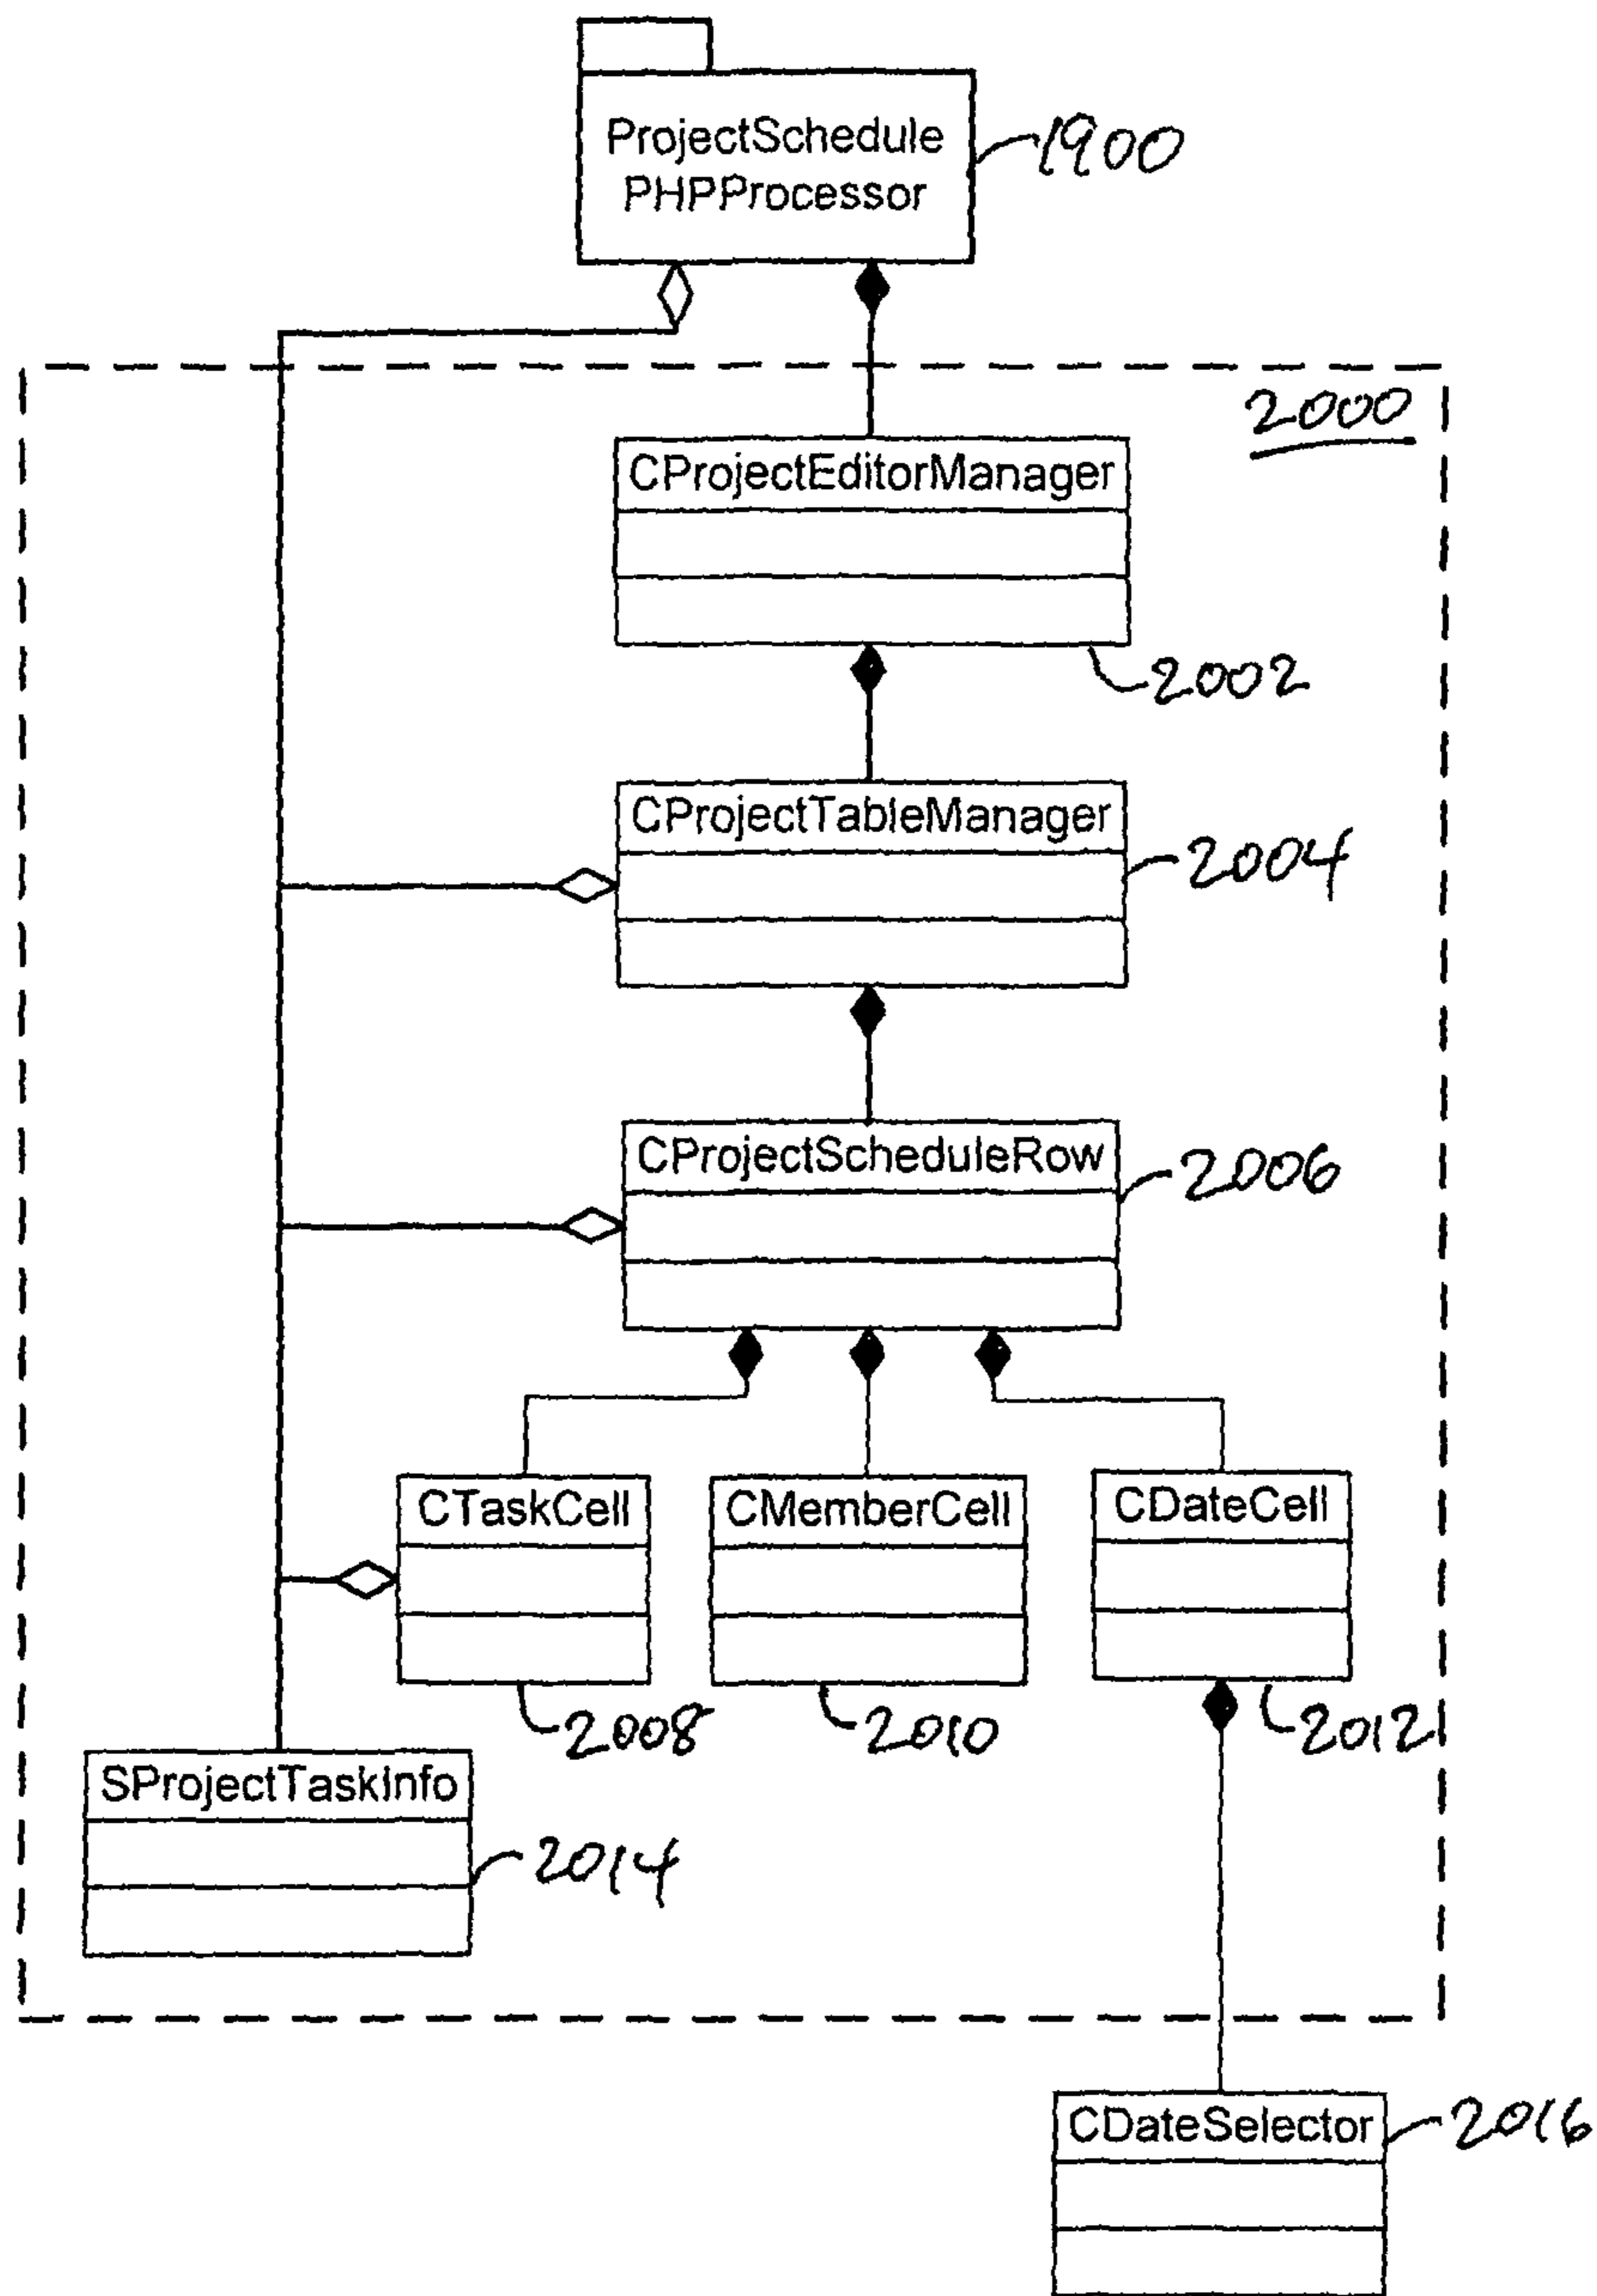 ProjectSchedule
PHPProcessor
1900
2000
CProjectEditorManager
2002
CProjectTableManager
2004
CProjectScheduleRow
2006
CTaskCell
CMemberCell
CDateCell
2008
2010
2012
SProjectTaskInfo
2014
CDateSelector
2016